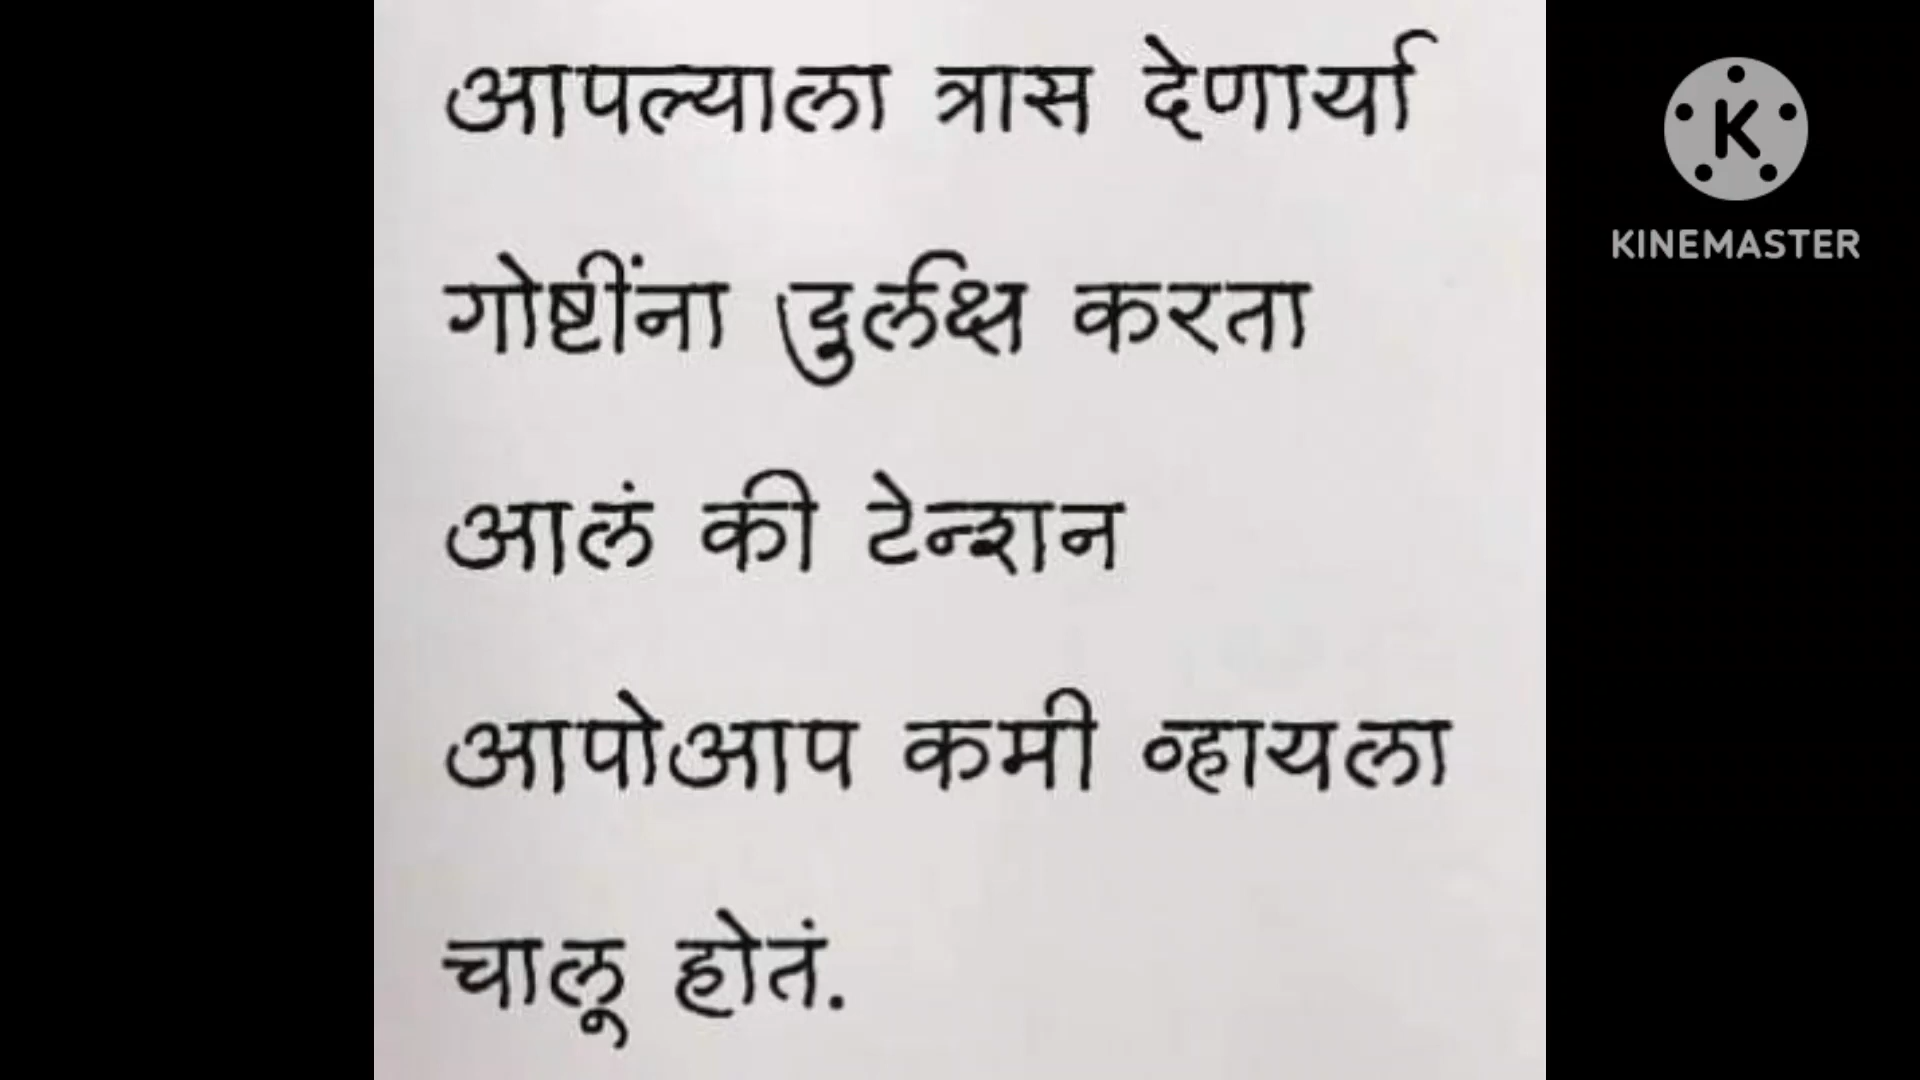 आपल्याला त्रास देणार्या
गोष्टींना दुर्लक्ष करता
आलं की टेन्शन
आपोआप कमी व्हायला
चालू होतं.
K
KINEMASTER